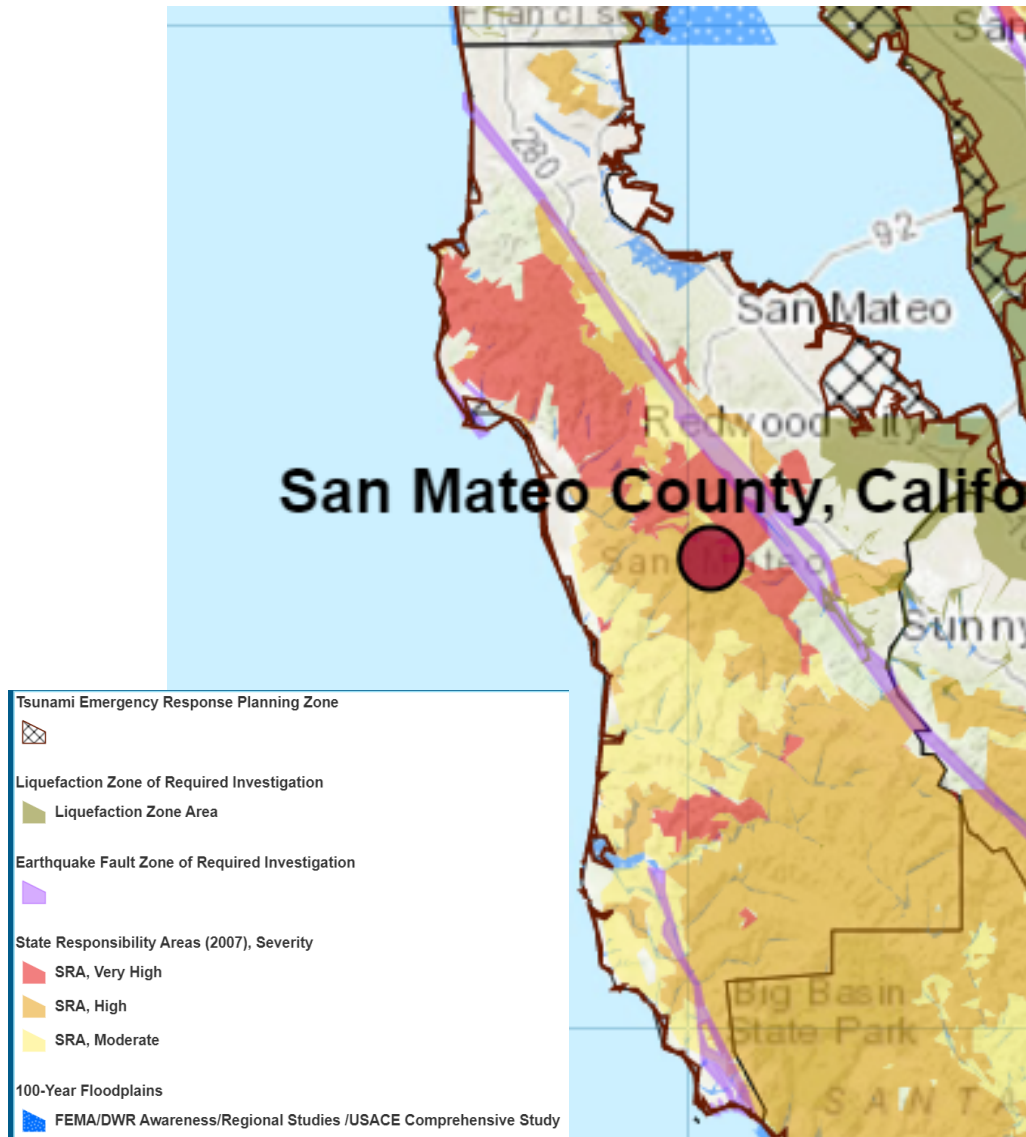 Francisco
San
280
92
San Mateo
Redwood City
San Mateo County, Califo
San Mateo
Sunny
Tsunami Emergency Response Planning Zone
Liquefaction Zone of Required Investigation
Liquefaction Zone Area
Earthquake Fault Zone of Required Investigation
State Responsibility Areas (2007), Severity
SRA, Very High
SRA, High
SRA, Moderate
Big Basin
State Park
SANTA
100-Year Floodplains
FEMA/DWR Awareness/Regional Studies /USACE Comprehensive Study